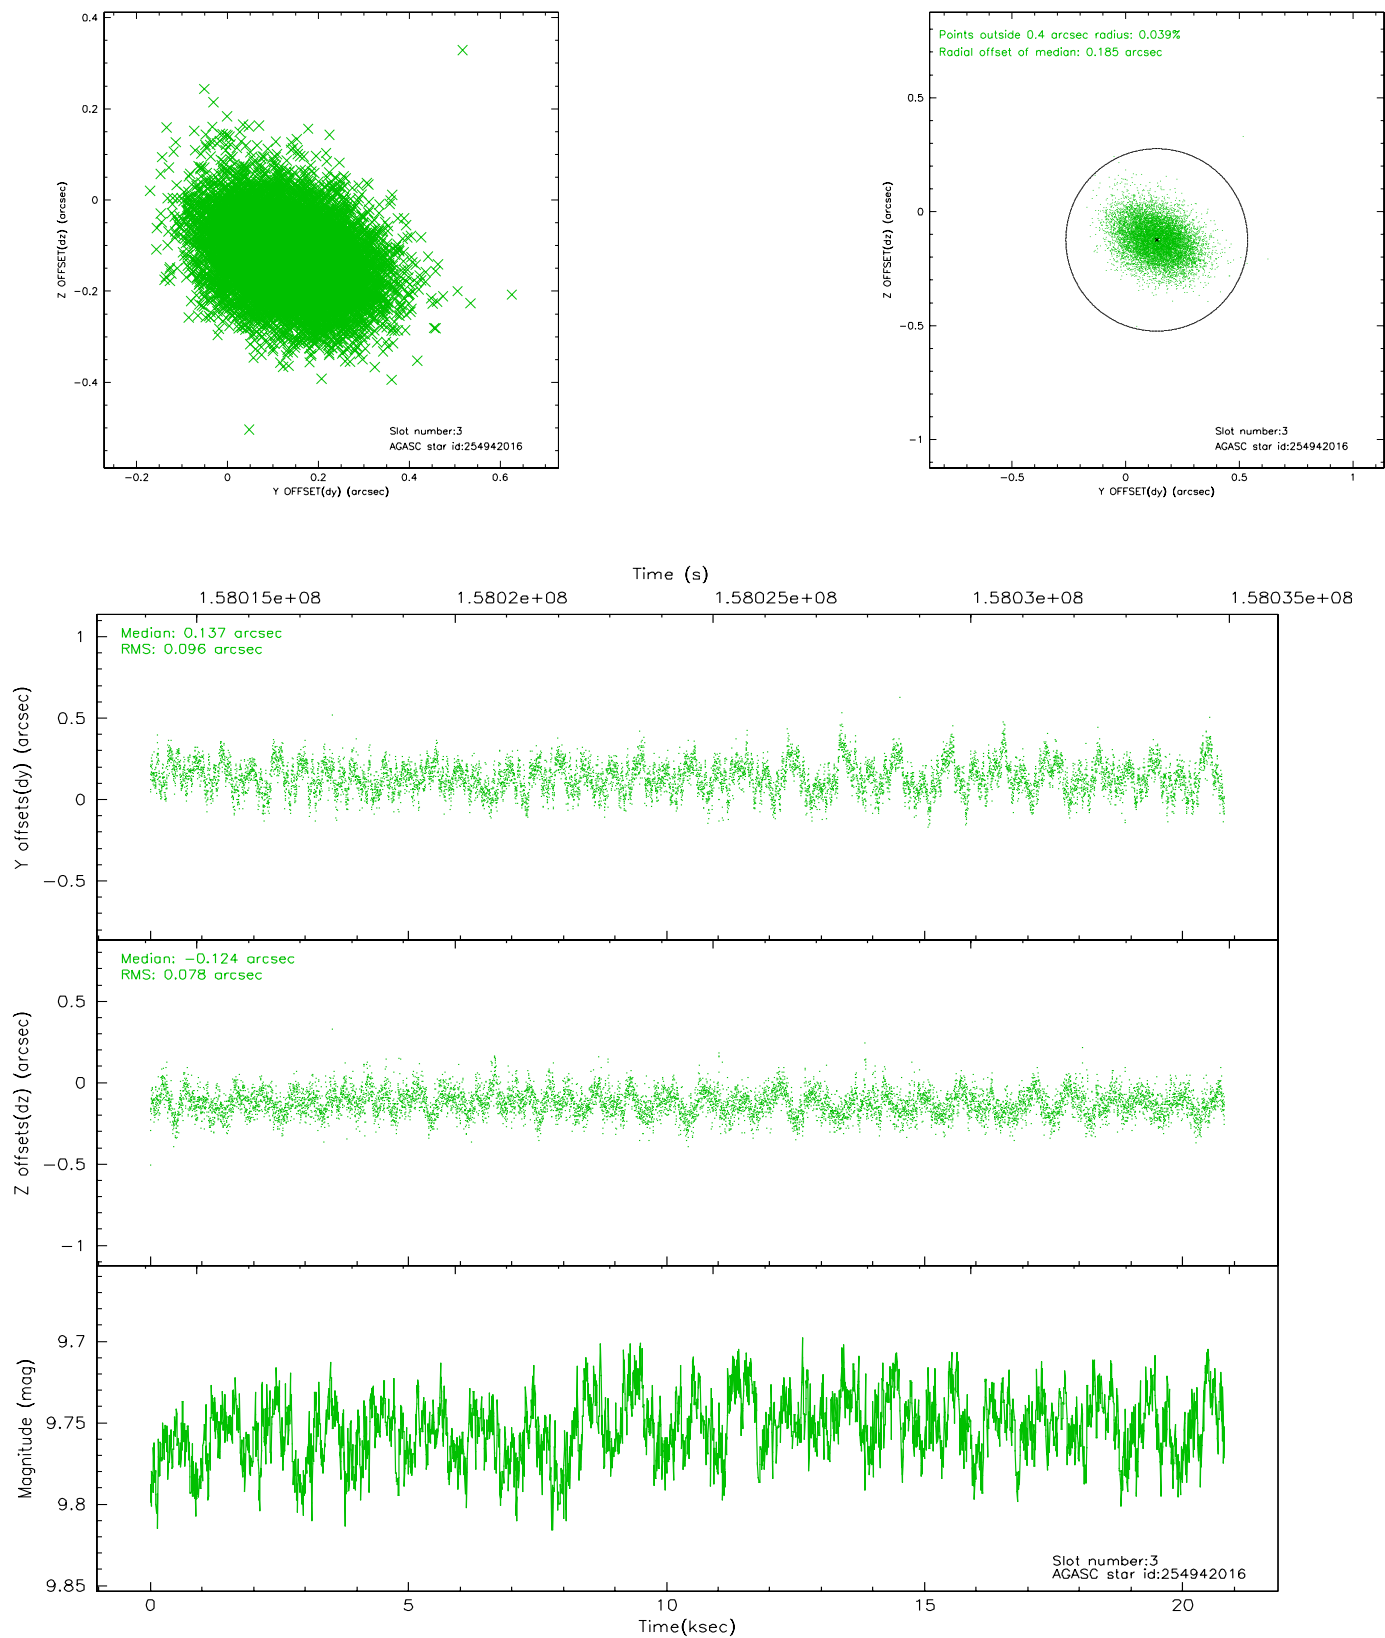 0.4
0.2
0
−0.2
−0.4
Z OFFSET(dz) (arcsec)
Slot number:3
AGASC star id:254942016
−0.2 0 0.2 0.4 0.6
Y OFFSET(dy) (arcsec)
Points outside 0.4 arcsec radius: 0.039%
Radial offset of median: 0.185 arcsec
0.5
0
−0.5
−1
Z OFFSET(dz) (arcsec)
Slot number:3
AGASC star id:254942016
−0.5 0 0.5 1
Y OFFSET(dy) (arcsec)
Time (s)
1.58015e+08 1.5802e+08 1.58025e+08 1.5803e+08 1.58035e+08
Median: 0.137 arcsec
RMS: 0.096 arcsec
1
0.5
0
−0.5
Y offsets(dy) (arcsec)
Median: −0.124 arcsec
RMS: 0.078 arcsec
0.5
0
−0.5
−1
Z offsets(dz) (arcsec)
9.7
9.75
9.8
9.85
Magnitude (mag)
Slot number:3
AGASC star id:254942016
0 5 10 15 20
Time(ksec)